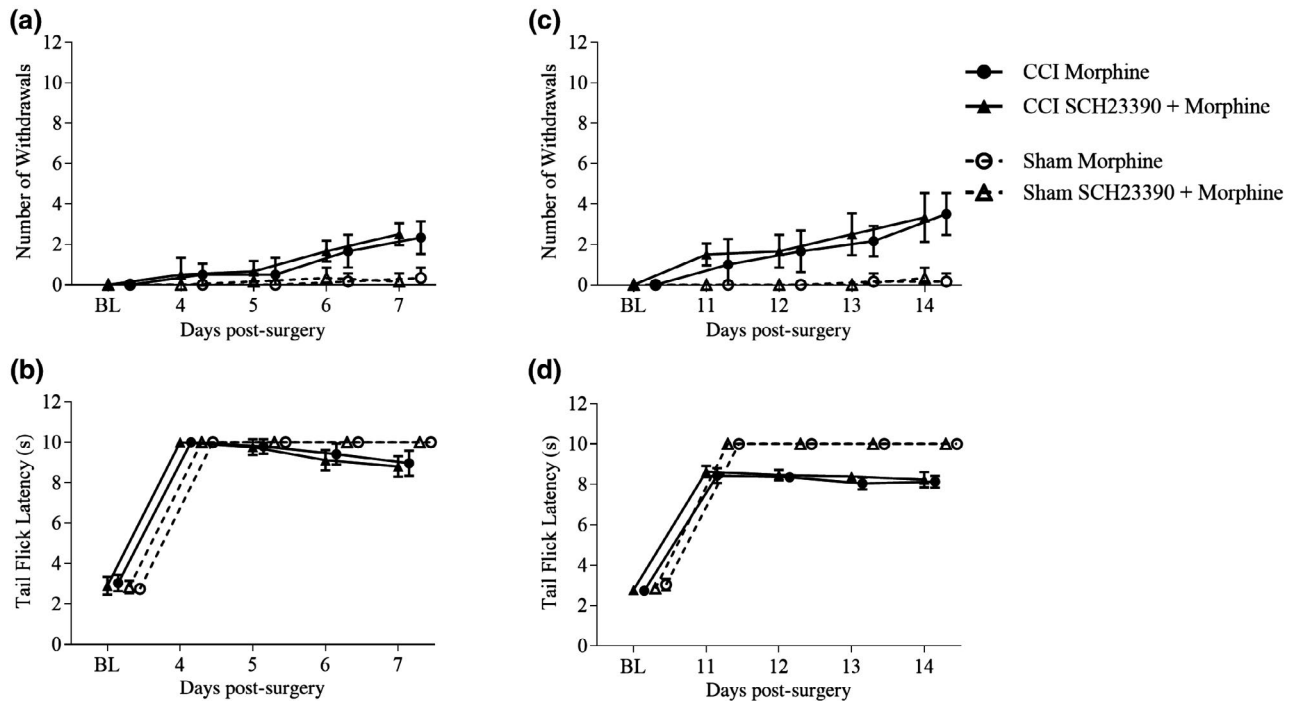 (a)
12
10
8
6
4
2
0
Number of Withdrawals
BL 4 5 6 7
Days post-surgery
(c)
12
10
8
6
4
2
0
Number of Withdrawals
BL 11 12 13 14
Days post-surgery
CCI Morphine
CCI SCH23390 + Morphine
Sham Morphine
Sham SCH23390 + Morphine
(b)
12
10
8
6
4
2
0
Tail Flick Latency (s)
BL 4 5 6 7
Days post-surgery
(d)
12
10
8
6
4
2
0
Tail Flick Latency (s)
BL 11 12 13 14
Days post-surgery